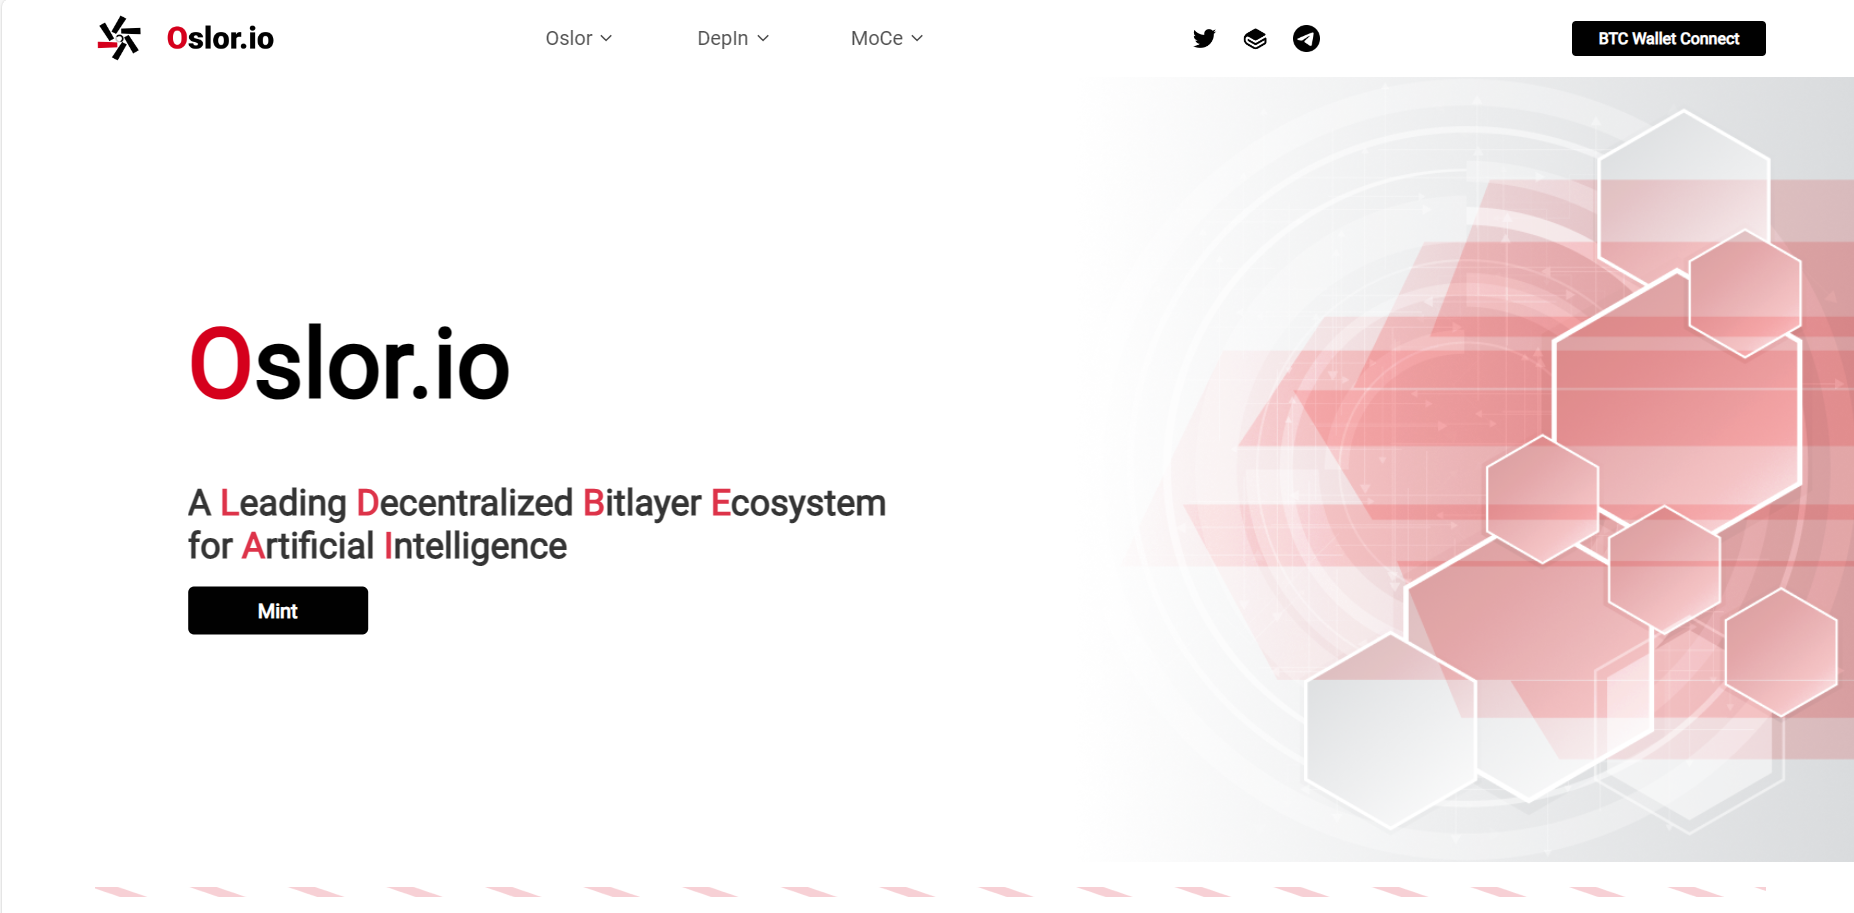 Oslor.io
Oslor
DepIn
MoCe
BTC Wallet Connect
Oslor.io
A Leading Decentralized Bitlayer Ecosystem
for Artificial Intelligence
Mint